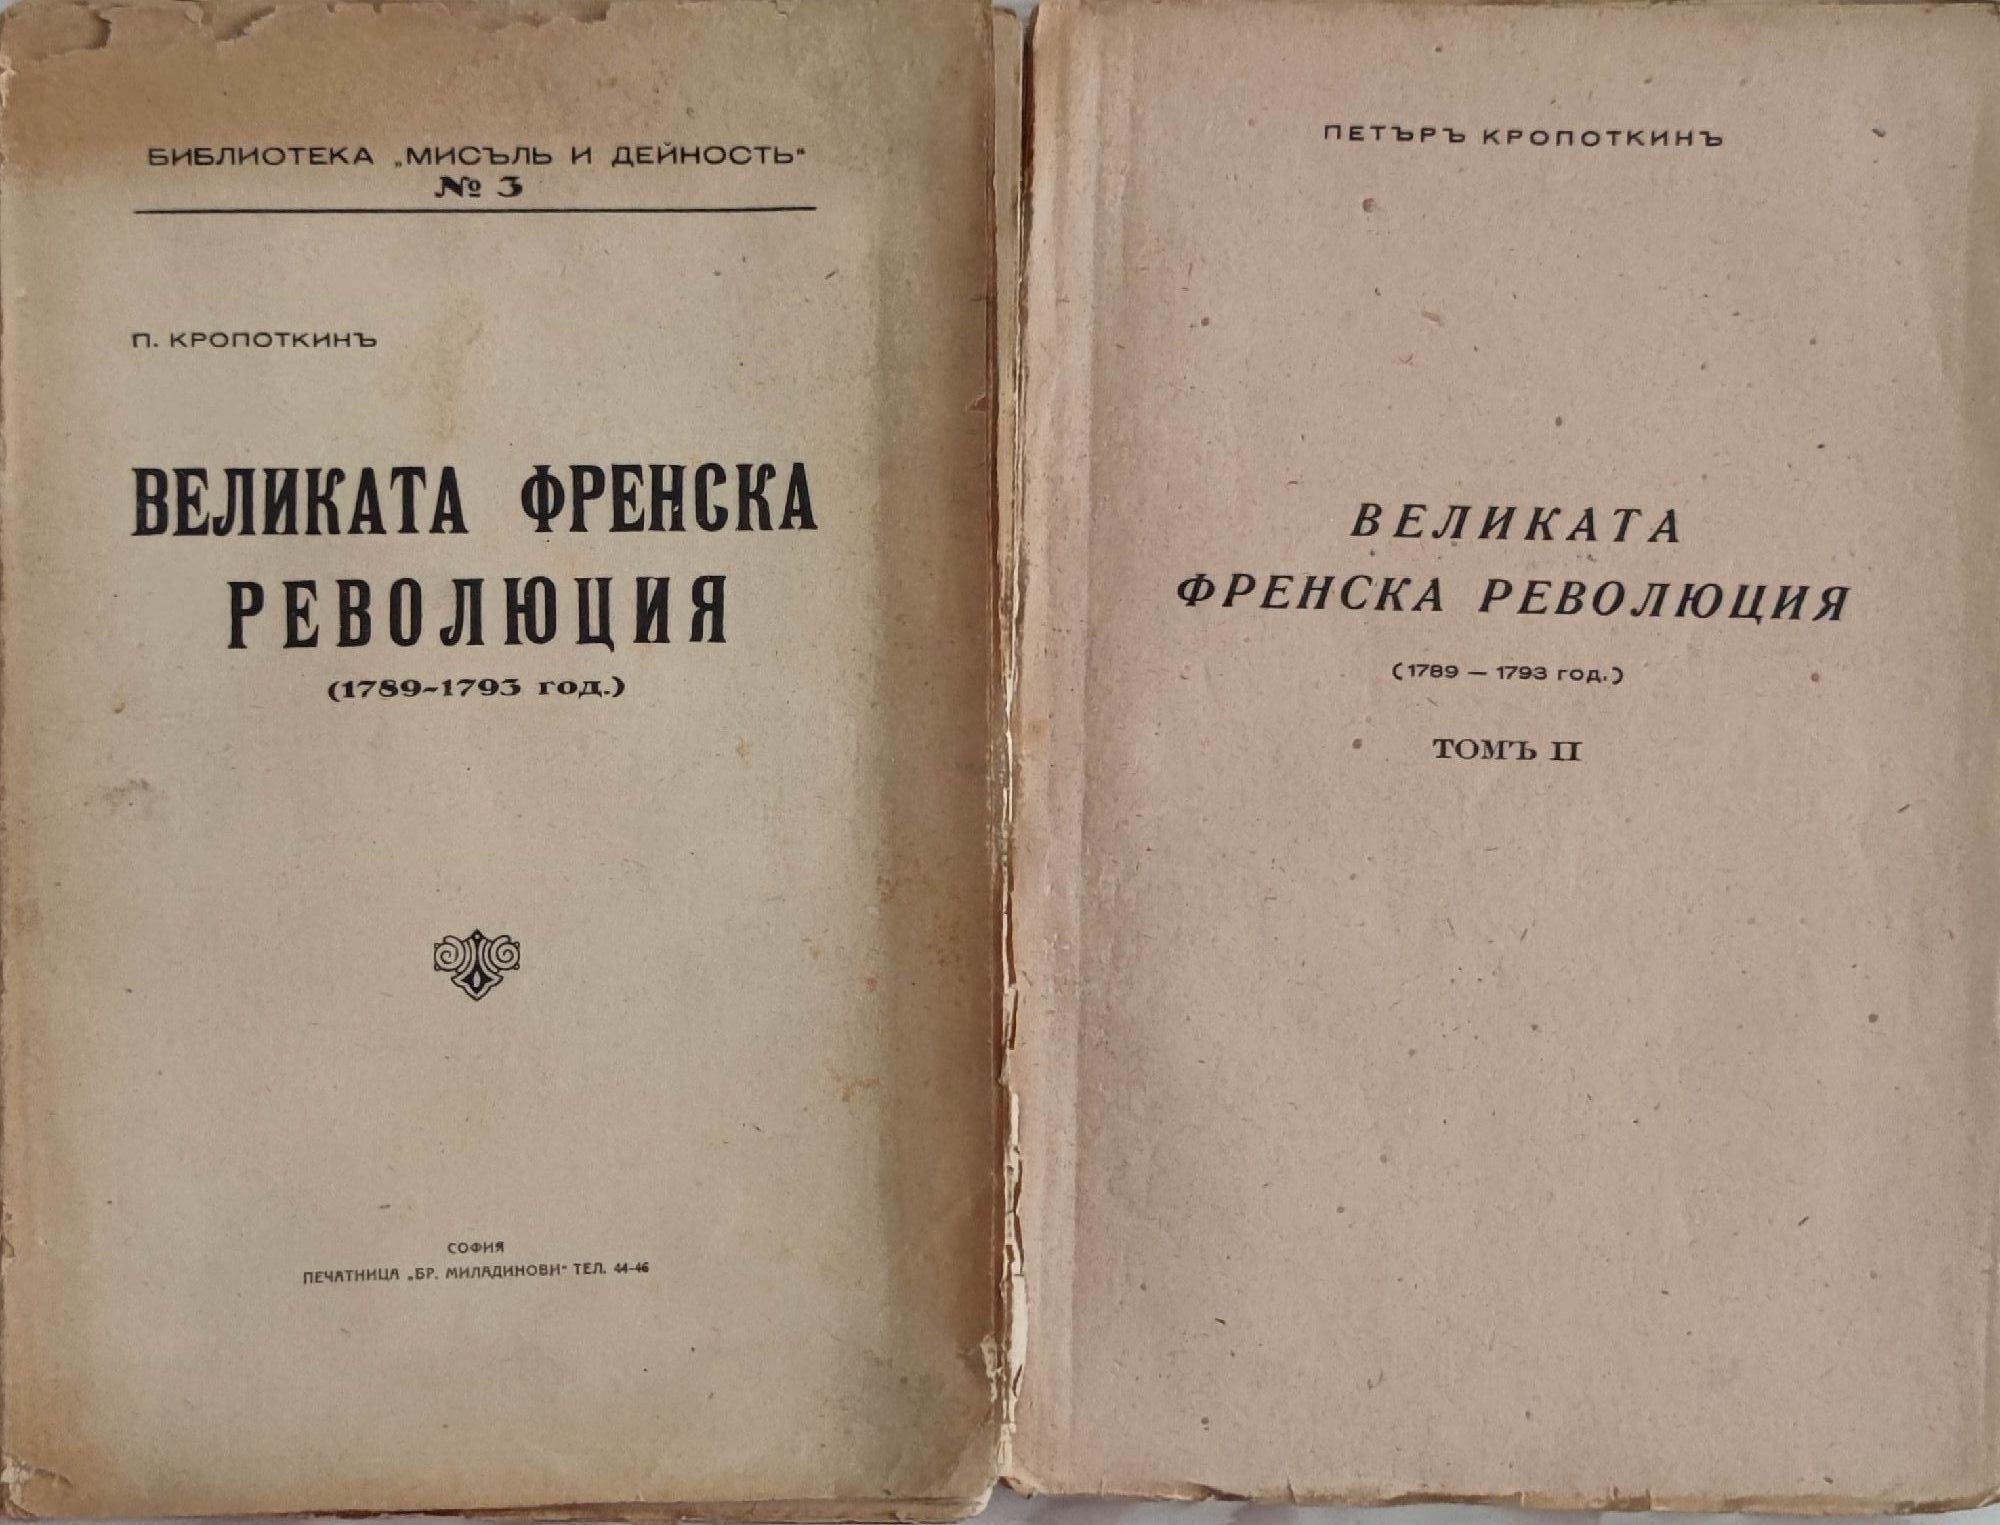 БИБЛИОТЕКА „МИСЪЛЬ И ДЕЙНОСТЬ“
№ 3
П. КРОПОТКИНЪ
ВЕЛИКАТА ФРЕНСКА
РЕВОЛЮЦИЯ
(1789-1793 год.)
СОФИЯ
ПЕЧАТНИЦА „БР. МИЛАДИНОВИ“ ТЕЛ. 44-46
ПЕТЪРЪ КРОПОТКИНЪ
ВЕЛИКАТА
ФРЕНСКА РЕВОЛЮЦИЯ
(1789 — 1793 год.)
ТОМЪ II